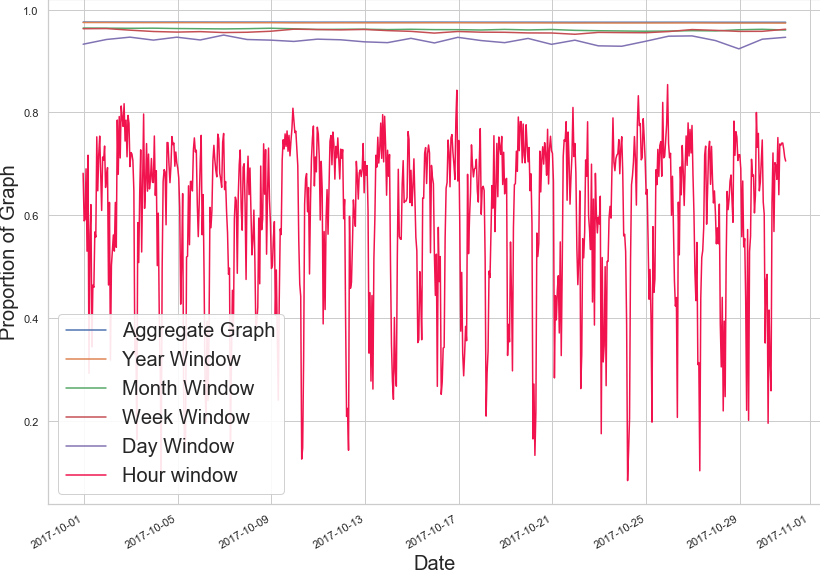 1.0
0.8
0.6
0.4
0.2
Proportion of Graph
Aggregate Graph
Year Window
Month Window
Week Window
Day Window
Hour window
2017-10-01
2017-10-05
2017-10-09
2017-10-13
2017-10-17
2017-10-21
2017-10-25
2017-10-29
2017-11-01
Date